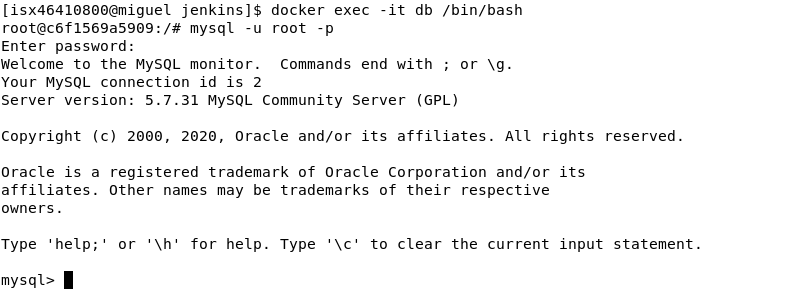 [isx46410800@miguel jenkins]$ docker exec -it db /bin/bash
root@c6f1569a5909:/# mysql -u root -p
Enter password:
Welcome to the MySQL monitor.  Commands end with ; or \g.
Your MySQL connection id is 2
Server version: 5.7.31 MySQL Community Server (GPL)

Copyright (c) 2000, 2020, Oracle and/or its affiliates. All rights reserved.

Oracle is a registered trademark of Oracle Corporation and/or its
affiliates. Other names may be trademarks of their respective
owners.

Type 'help;' or '\h' for help. Type '\c' to clear the current input statement.

mysql>